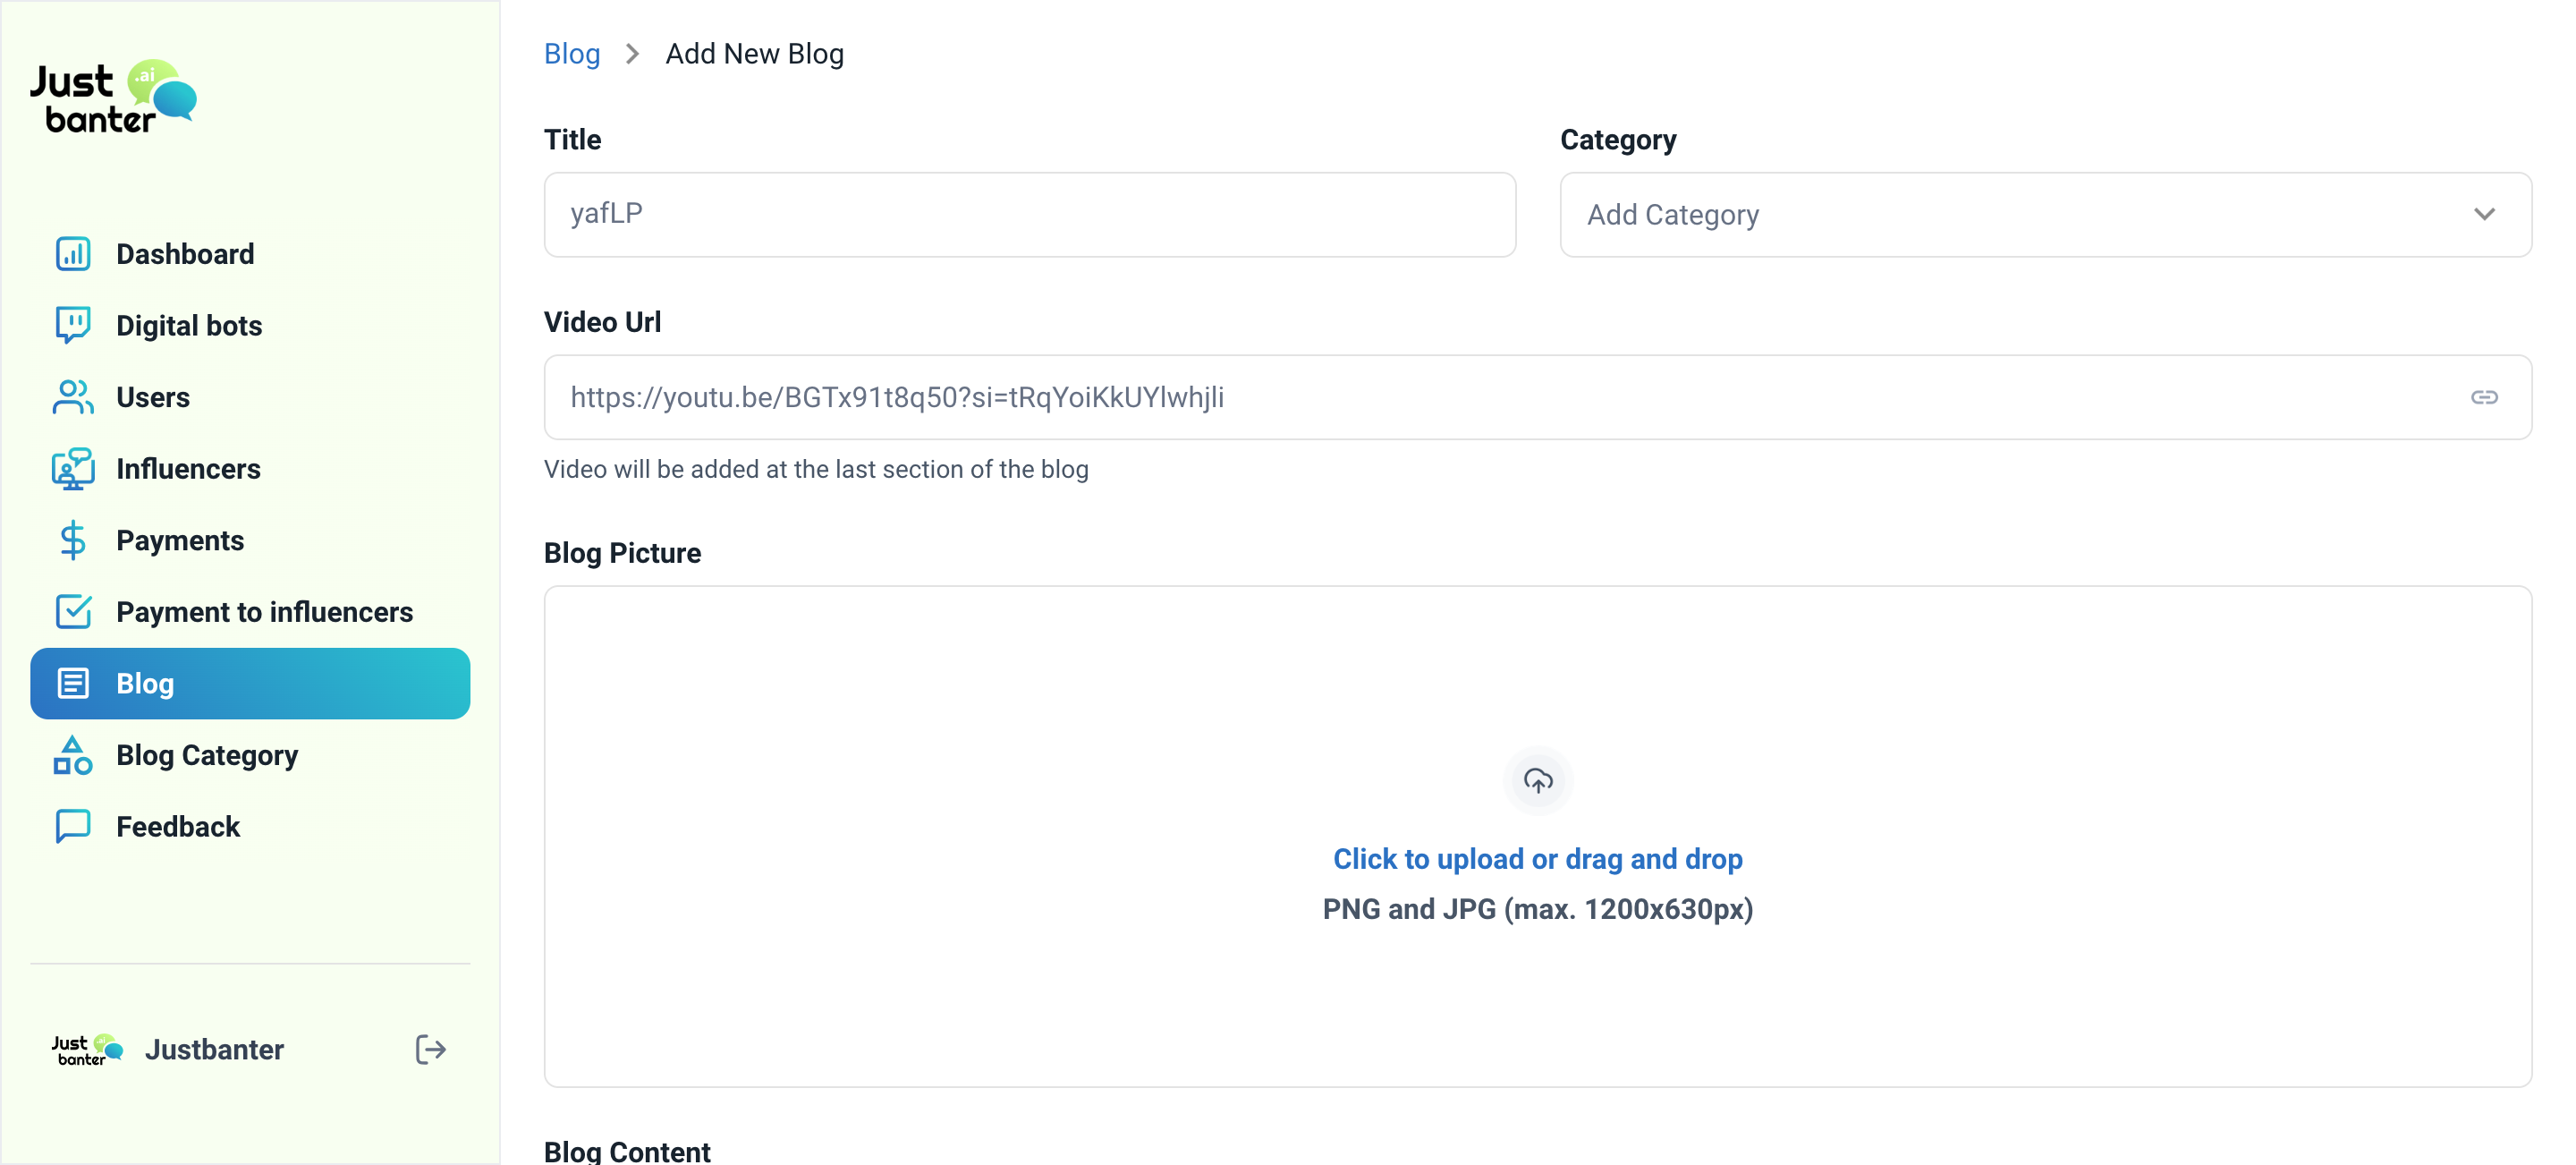 Just .ai
banter
Dashboard
Digital bots
Users
Influencers
Payments
Payment to influencers
Blog
Blog Category
Feedback
Just .ai
banter
Justbanter
Blog > Add New Blog
Title
yafLP
Category
Add Category
Video Url
https://youtu.be/BGTx91t8q50?si=tRqYoiKkUYlwhjli
Video will be added at the last section of the blog
Blog Picture
Click to upload or drag and drop
PNG and JPG (max. 1200x630px)
Blog Content